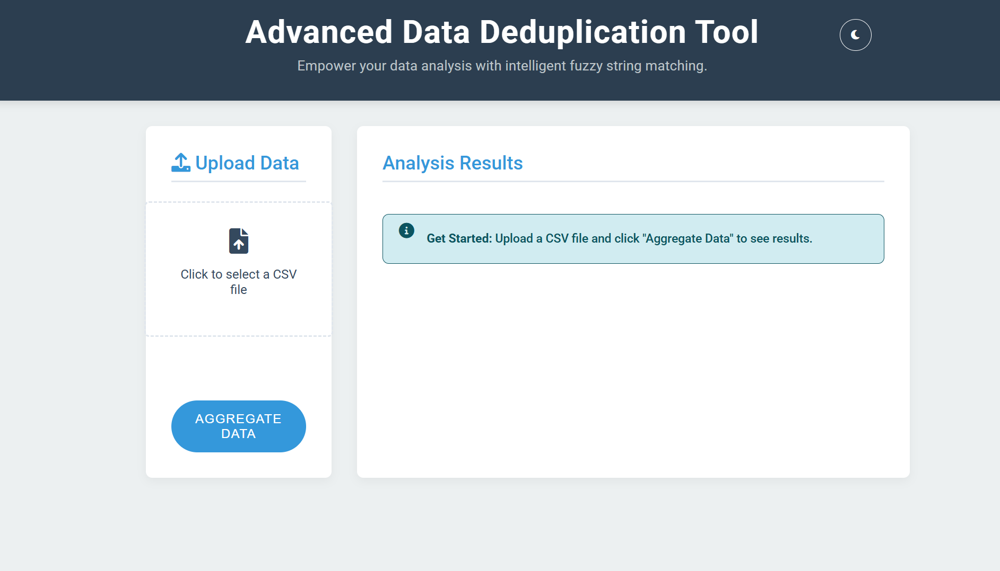 Advanced Data Deduplication Tool
Empower your data analysis with intelligent fuzzy string matching.
Upload Data
Click to select a CSV
file
AGGREGATE
DATA
Analysis Results
Get Started: Upload a CSV file and click "Aggregate Data" to see results.